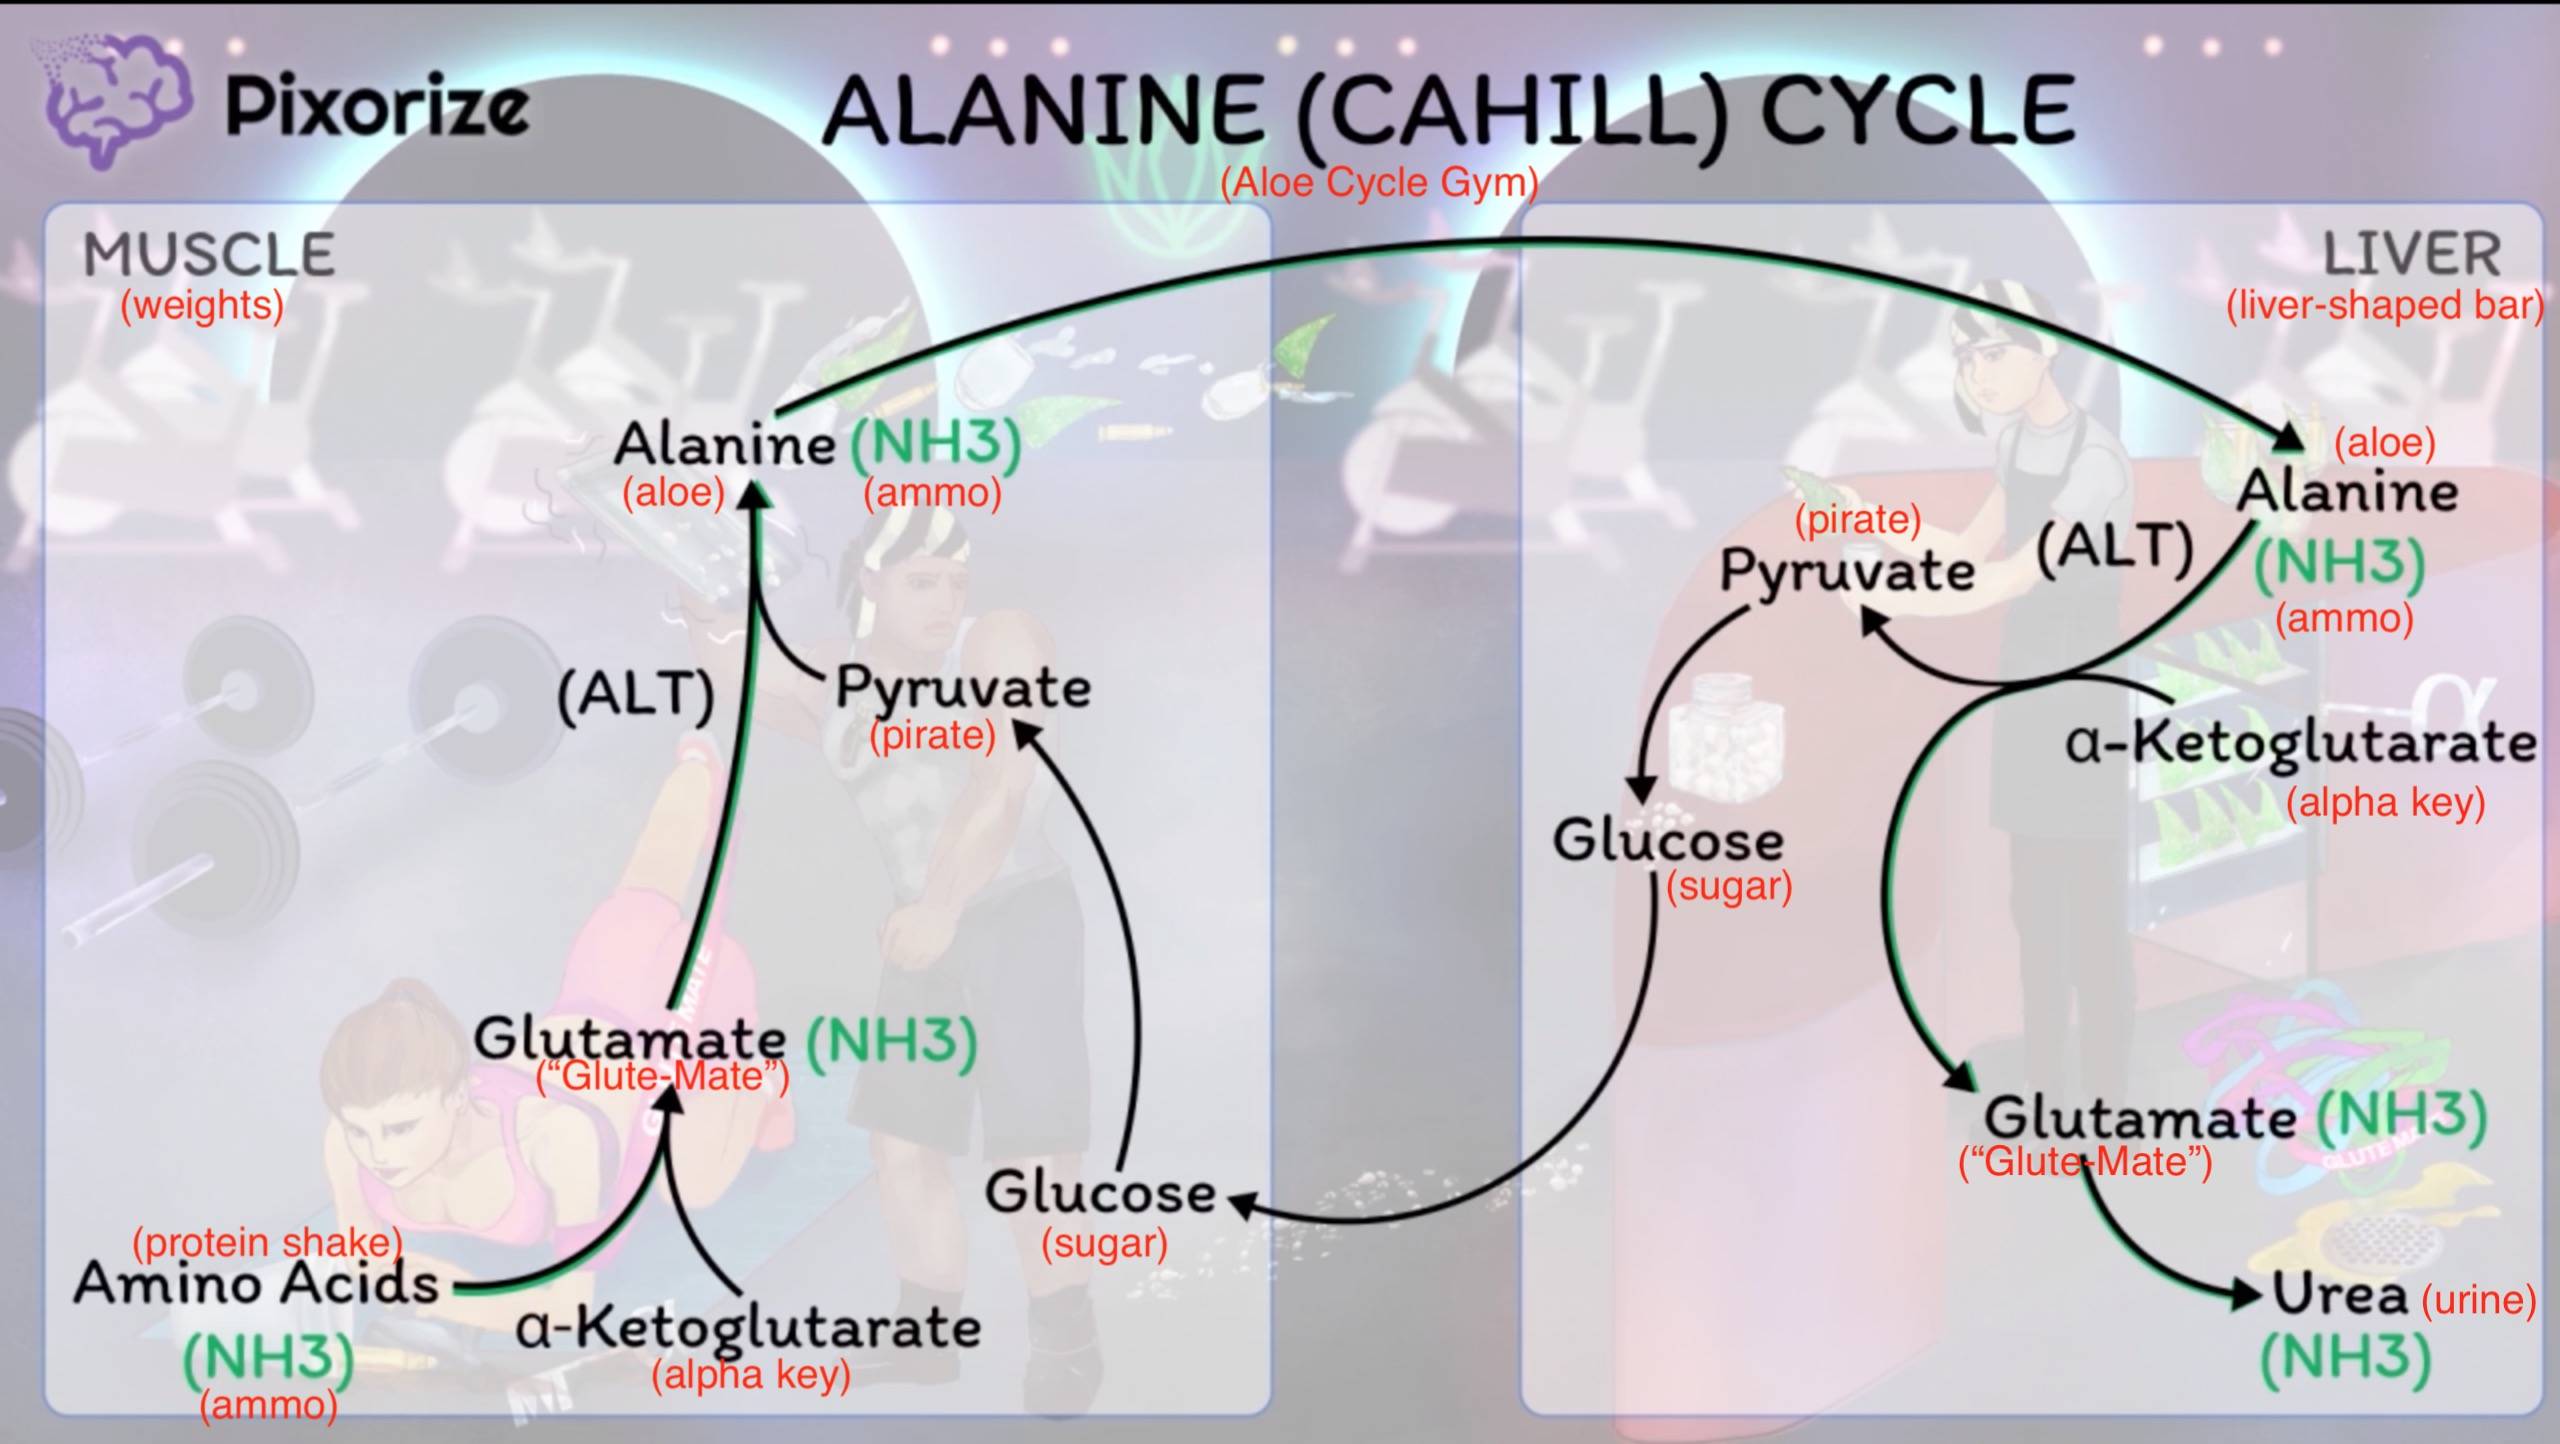 Pixorize
ALANINE (CAHILL) CYCLE
(Aloe Cycle Gym)
MUSCLE
(weights)
Alanine (NH3)
(aloe) (ammo)
(ALT)
Pyruvate
(pirate)
Glutamate (NH3)
("Glute-Mate")
Glucose
(sugar)
(protein shake)
Amino Acids
(NH3)
(ammo)
α-Ketoglutarate
(alpha key)
LIVER
(liver-shaped bar)
(aloe)
Alanine
(NH3)
(ammo)
(ALT)
(pirate)
Pyruvate
α
α-Ketoglutarate
(alpha key)
Glucose
(sugar)
Glutamate (NH3)
("Glute-Mate")
GLUTE MATE
Urea (urine)
(NH3)